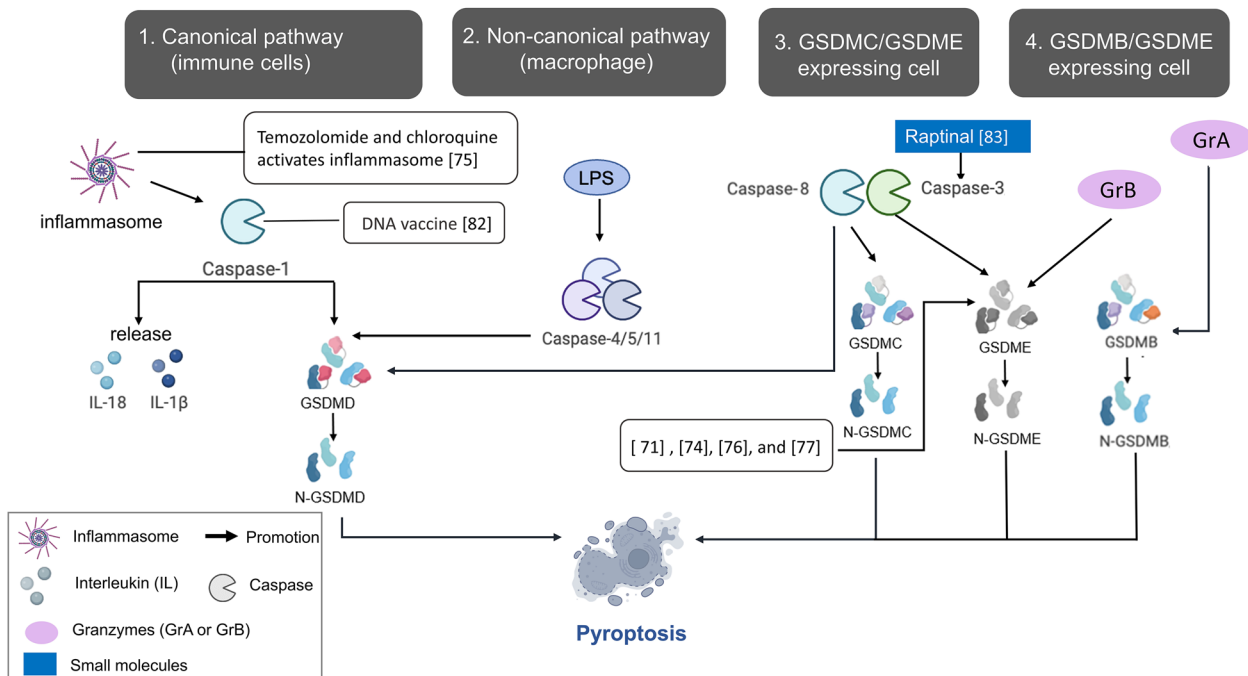 1. Canonical pathway
(immune cells)
2. Non-canonical pathway
(macrophage)
3. GSDMC/GSDME
expressing cell
4. GSDMB/GSDME
expressing cell
Temozolomide and chloroquine
activates inflammasome [75]
inflammasome
DNA vaccine [82]
Caspase-1
release
IL-18
IL-1β
GSDMD
N-GSDMD
LPS
Caspase-4/5/11
Raptinal [83]
Caspase-8
Caspase-3
GrB
GrA
GSDMC
N-GSDMC
GSDME
N-GSDME
GSDMB
N-GSDMB
[ 71] , [74], [76], and [77]
Pyroptosis
Inflammasome
Promotion
Interleukin (IL)
Caspase
Granzymes (GrA or GrB)
Small molecules